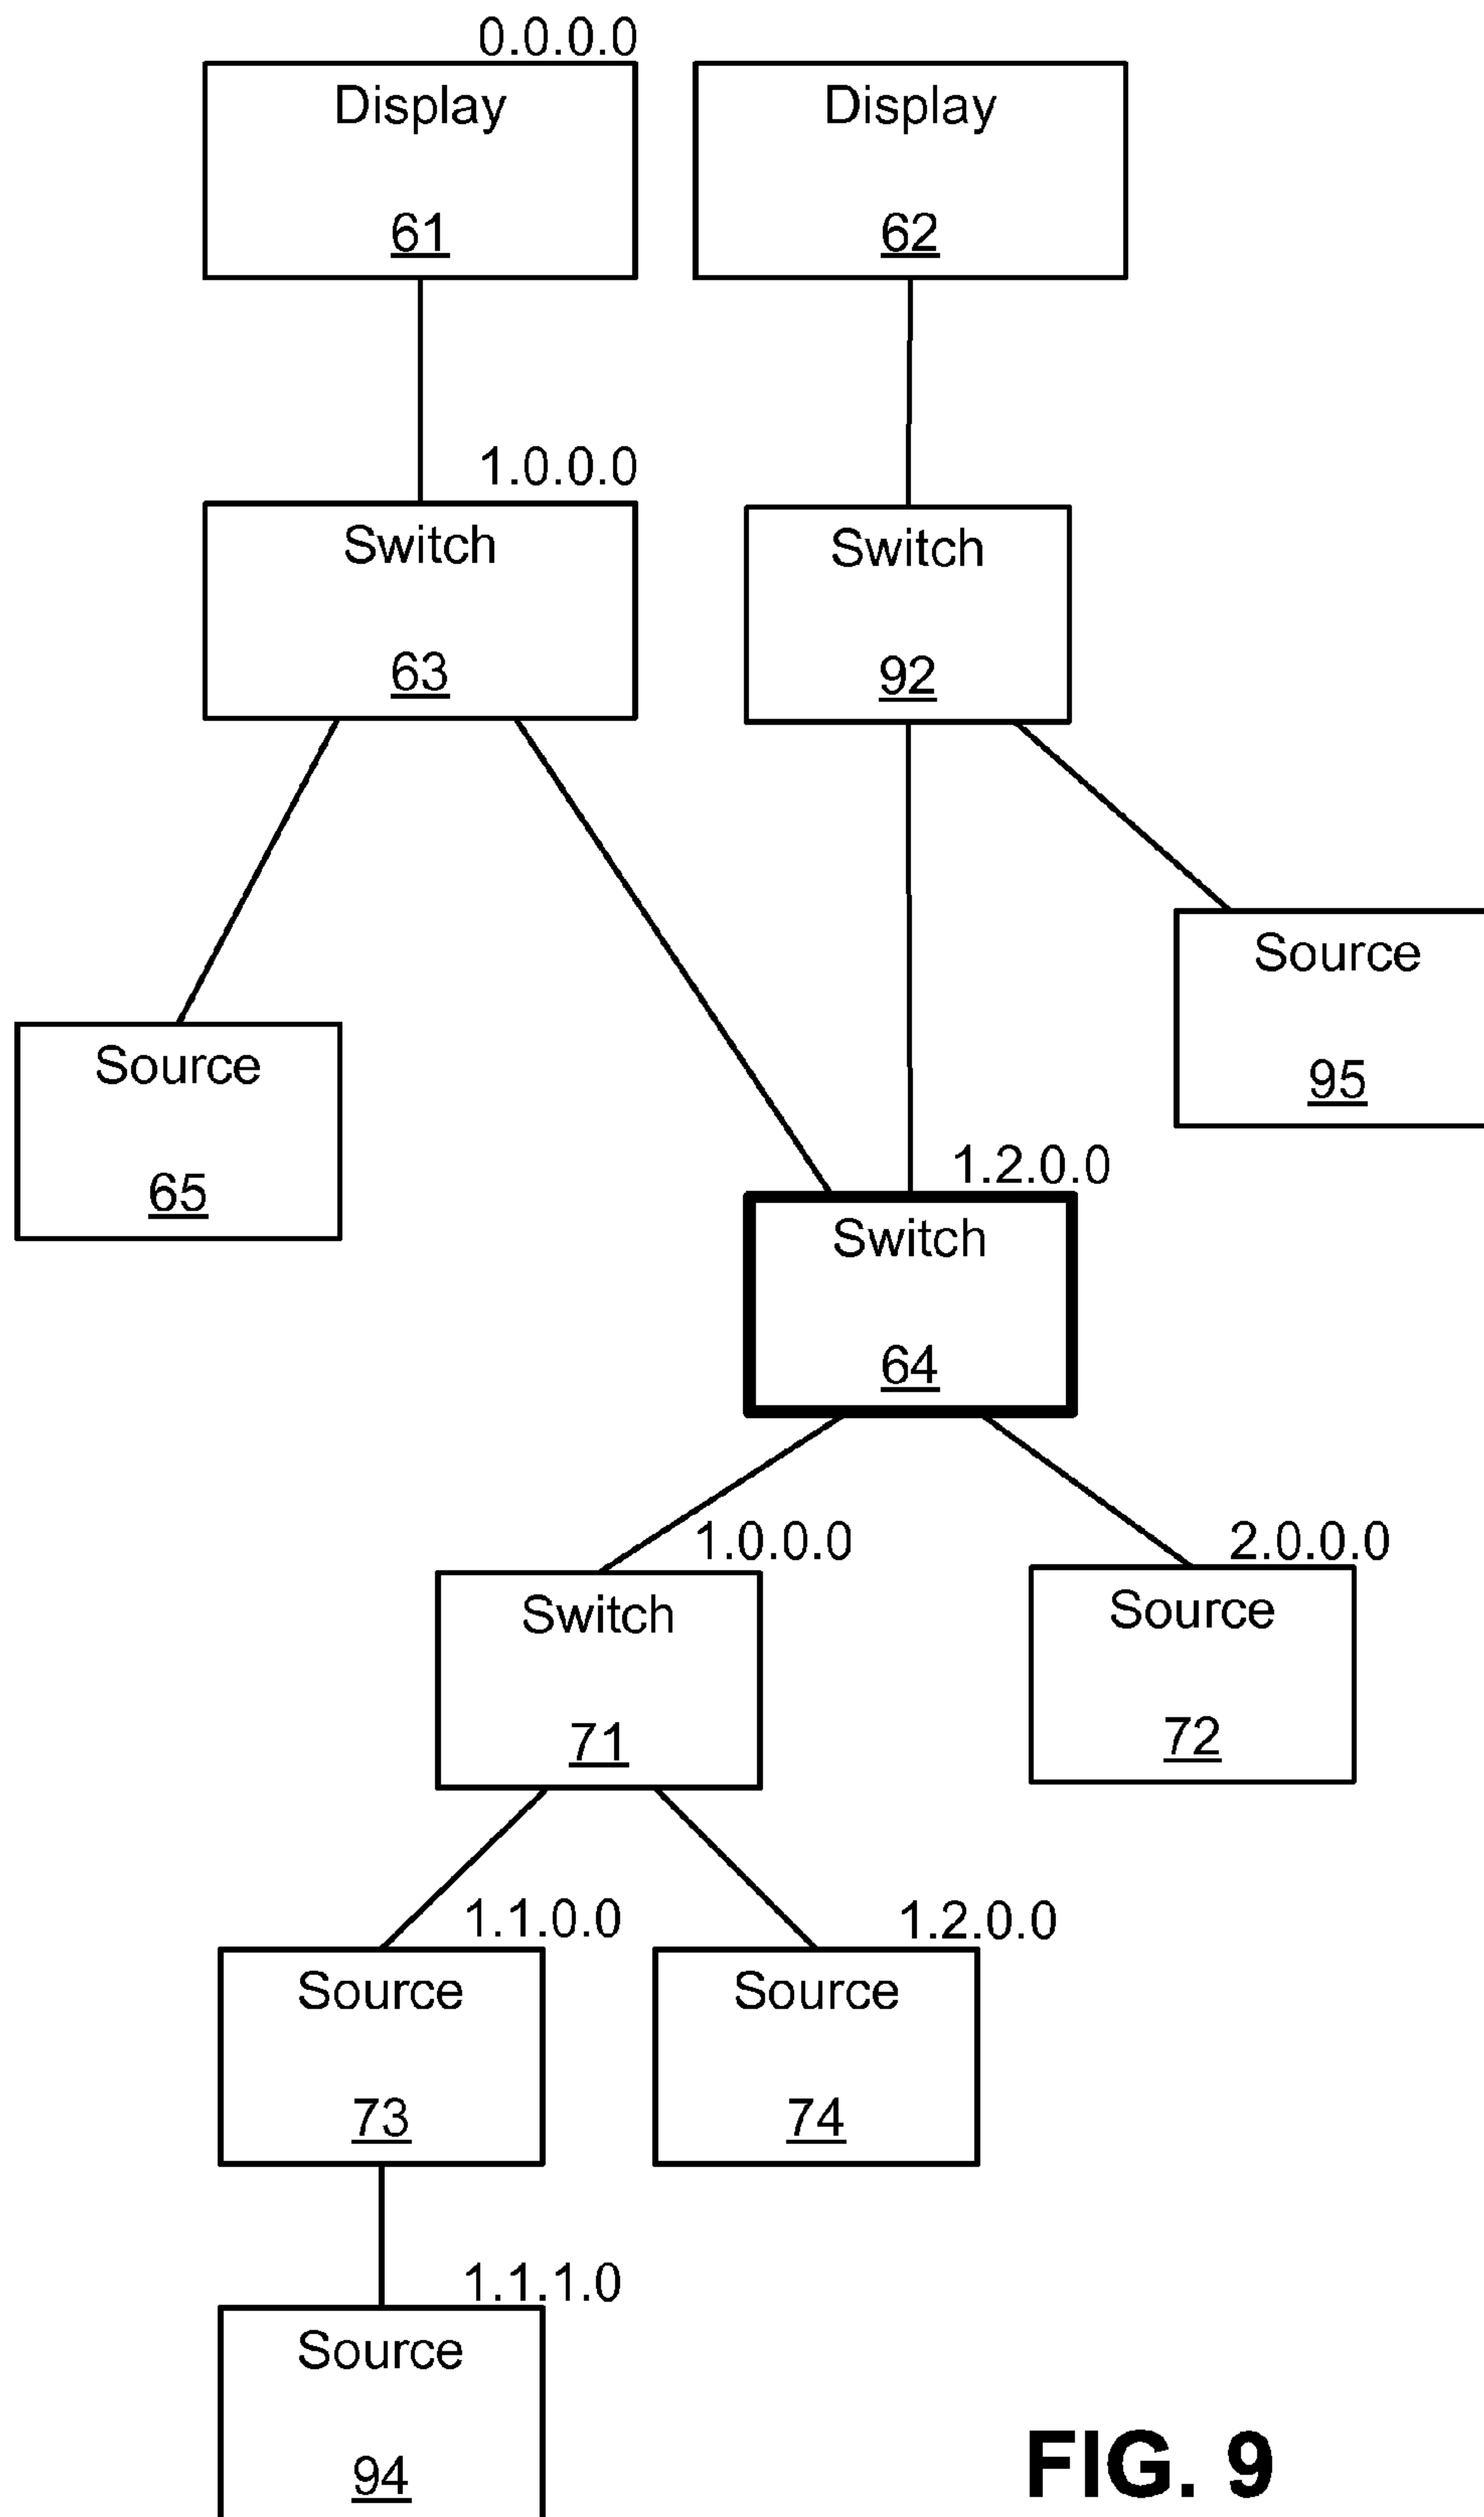 0.0.0.0
Display
61
Display
62
1.0.0.0
Switch
63
Switch
92
Source
95
Source
65
1.2.0.0
Switch
64
1.0.0.0
Switch
71
2.0.0.0
Source
72
1.1.0.0
Source
73
1.2.0.0
Source
74
1.1.1.0
Source
94
FIG. 9